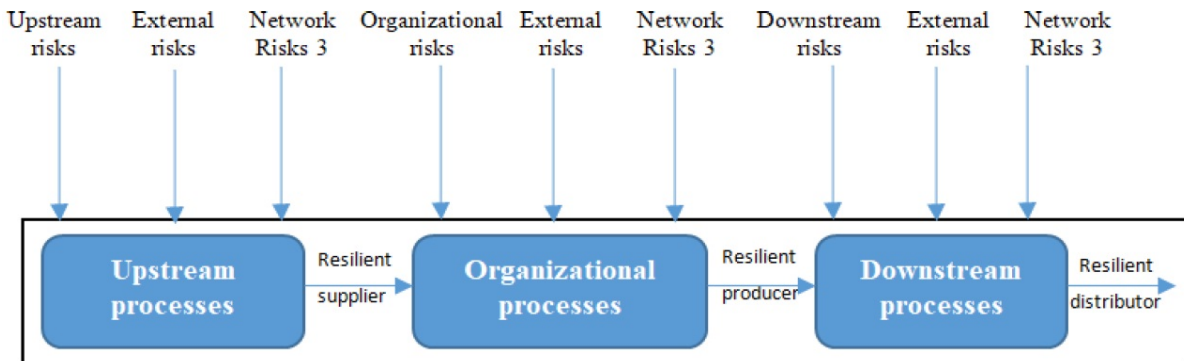 Upstream risks
External risks
Network Risks 3
Organizational risks
External risks
Network Risks 3
Downstream risks
External risks
Network Risks 3
Upstream processes
Resilient supplier
Organizational processes
Resilient producer
Downstream processes
Resilient distributor